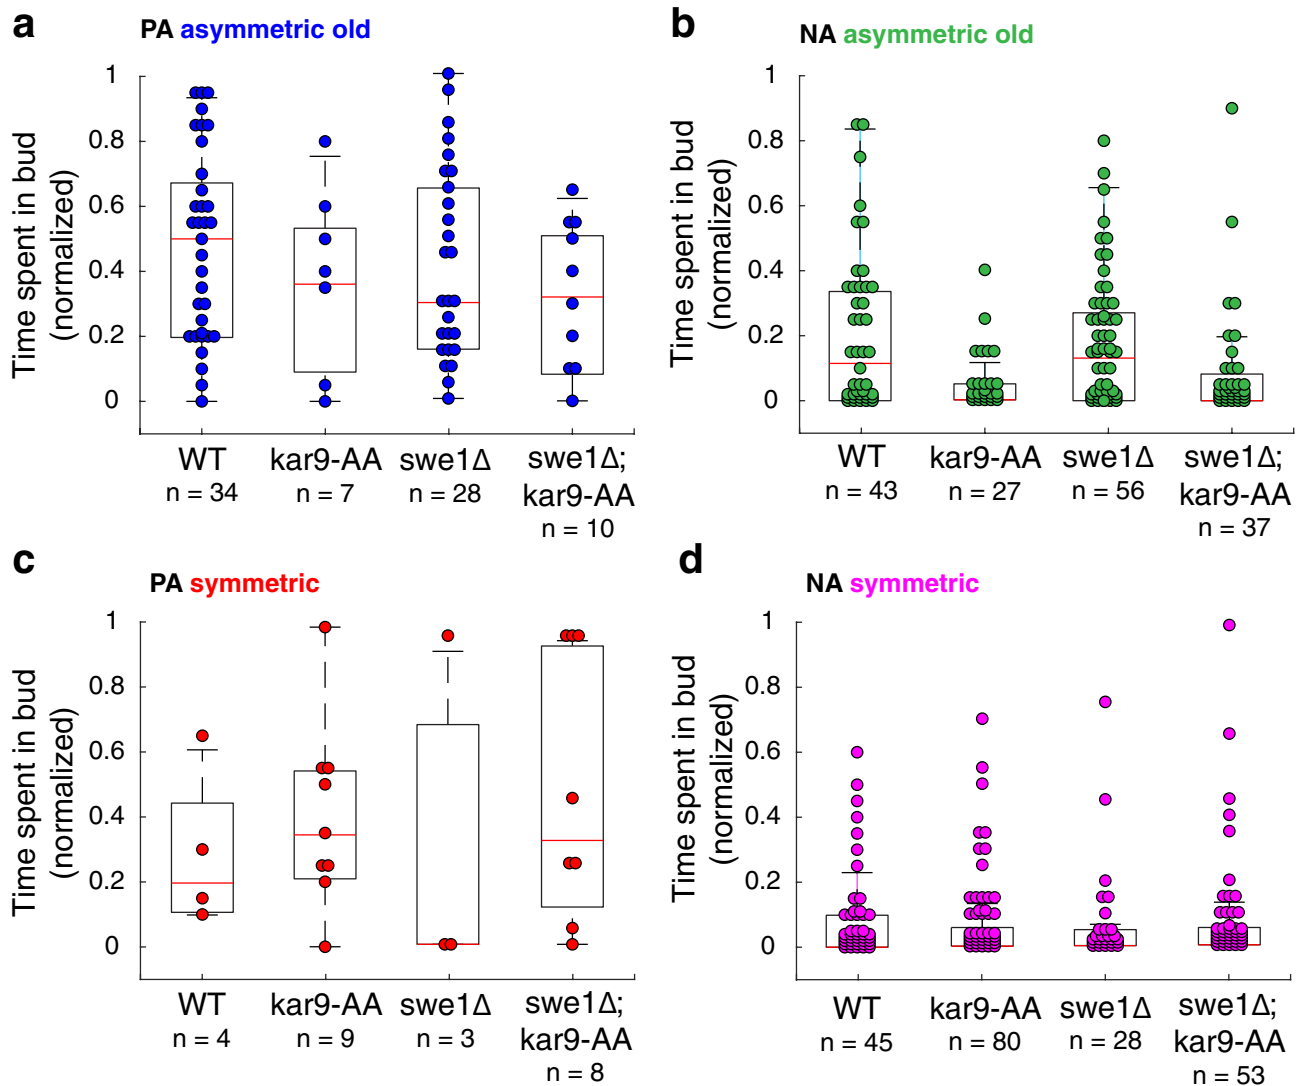 a
PA asymmetric old
Time spent in bud
(normalized)
1
0.8
0.6
0.4
0.2
0
WT
n = 34
kar9-AA
n = 7
swe1Δ
n = 28
swe1Δ;
kar9-AA
n = 10
b
NA asymmetric old
Time spent in bud
(normalized)
1
0.8
0.6
0.4
0.2
0
WT
n = 43
kar9-AA
n = 27
swe1Δ
n = 56
swe1Δ;
kar9-AA
n = 37
c
PA symmetric
Time spent in bud
(normalized)
1
0.8
0.6
0.4
0.2
0
WT
n = 4
kar9-AA
n = 9
swe1Δ
n = 3
swe1Δ;
kar9-AA
n = 8
d
NA symmetric
Time spent in bud
(normalized)
1
0.8
0.6
0.4
0.2
0
WT
n = 45
kar9-AA
n = 80
swe1Δ
n = 28
swe1Δ;
kar9-AA
n = 53